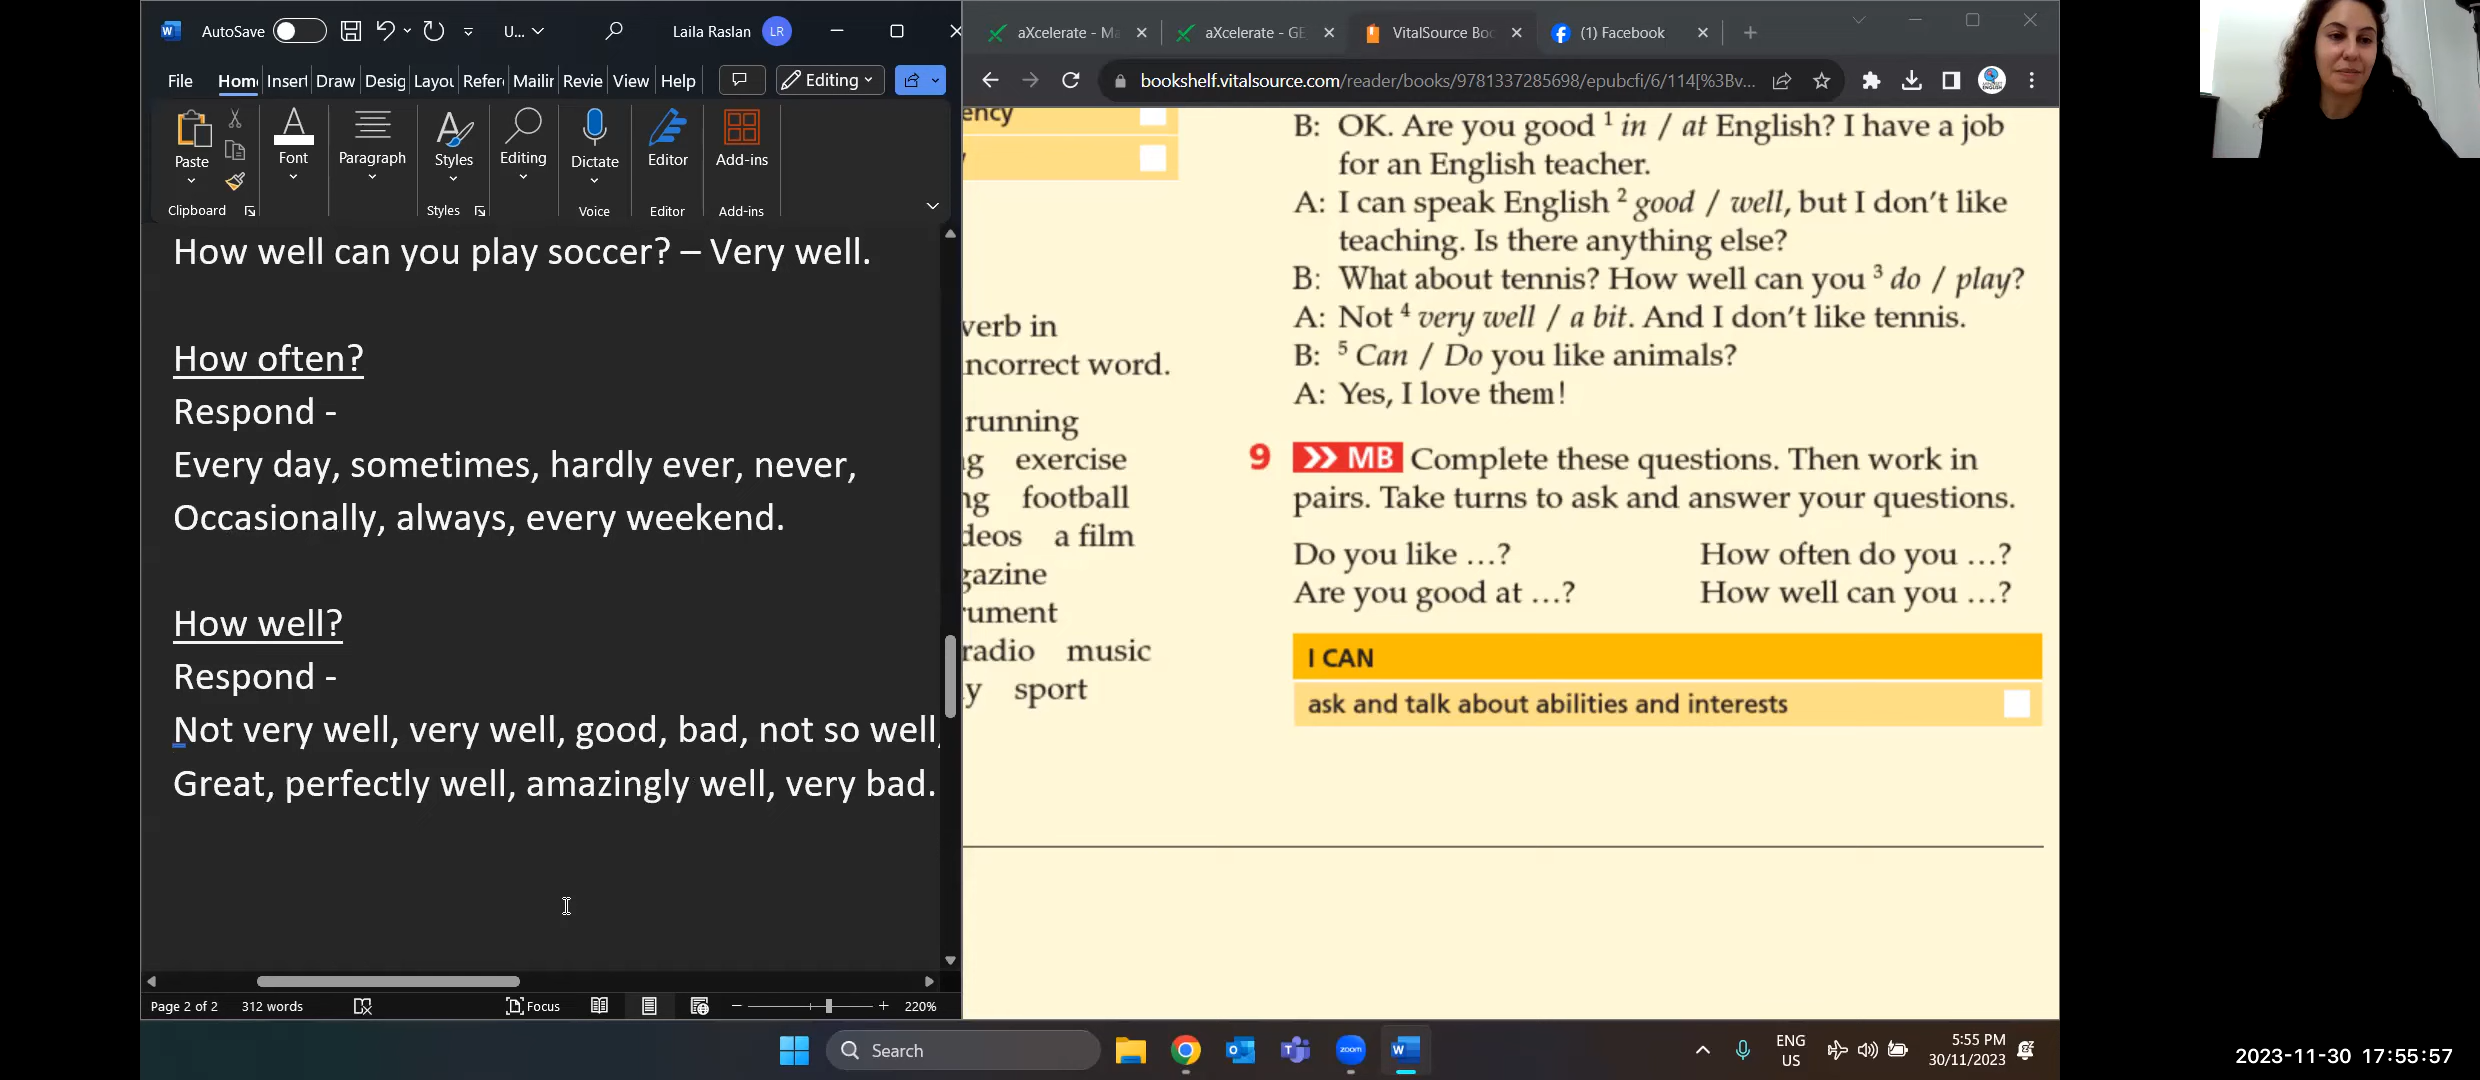 AutoSave
U...
Laila Raslan
LR
File Hom Insert Draw Desig Layou Refer Mailin Revie View Help
Editing
Paste
Font
Paragraph
Styles
Editing
Dictate
Editor
Add-ins
Clipboard
Styles
Voice
Editor
Add-ins
How well can you play soccer? – Very well.
How often?
Respond -
Every day, sometimes, hardly ever, never,
Occasionally, always, every weekend.
How well?
Respond -
Not very well, very well, good, bad, not so well,
Great, perfectly well, amazingly well, very bad.
Page 2 of 2 312 words
Focus
220%
aXcelerate - Ma
aXcelerate - GE
VitalSource Boo
(1) Facebook
bookshelf.vitalsource.com/reader/books/9781337285698/epubcfi/6/114[%3Bv...
ency
y
verb in
incorrect word.
running
ng exercise
ng football
deos a film
gazine
rument
radio music
y sport
B: OK. Are you good ¹ in / at English? I have a job
for an English teacher.
A: I can speak English ² good / well, but I don't like
teaching. Is there anything else?
B: What about tennis? How well can you ³ do / play?
A: Not ⁴ very well / a bit. And I don't like tennis.
B: ⁵ Can / Do you like animals?
A: Yes, I love them!
9 >> MB Complete these questions. Then work in
pairs. Take turns to ask and answer your questions.
Do you like …? How often do you …?
Are you good at …? How well can you …?
I CAN
ask and talk about abilities and interests
Search
zoom
ENG
US
5:55 PM
30/11/2023
2023-11-30 17:55:57